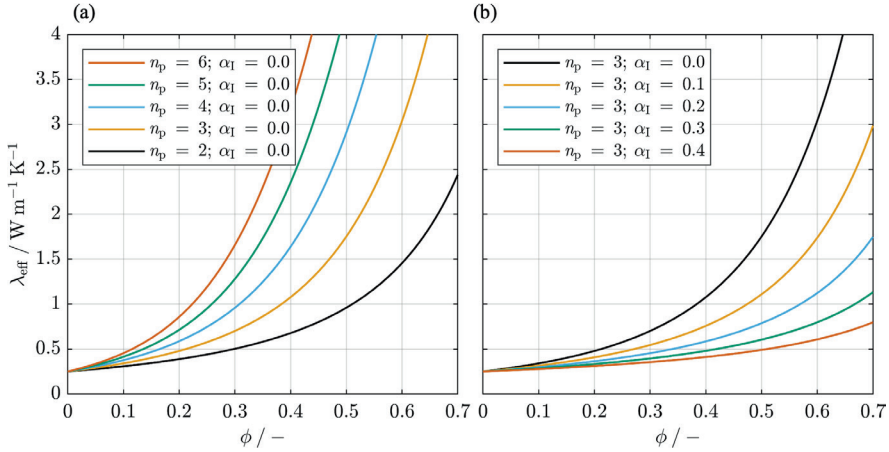 (a)
(b)
4
3.5
3
2.5
2
1.5
1
0.5
0
λeff / W m⁻¹ K⁻¹
np = 6; αI = 0.0
np = 5; αI = 0.0
np = 4; αI = 0.0
np = 3; αI = 0.0
np = 2; αI = 0.0
0 0.1 0.2 0.3 0.4 0.5 0.6 0.7
ϕ / −
np = 3; αI = 0.0
np = 3; αI = 0.1
np = 3; αI = 0.2
np = 3; αI = 0.3
np = 3; αI = 0.4
0 0.1 0.2 0.3 0.4 0.5 0.6 0.7
ϕ / −